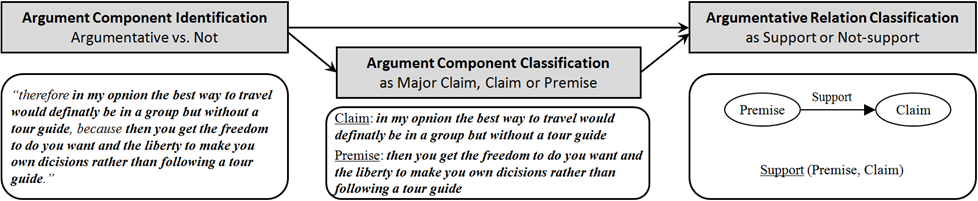 Argument Component Identification
Argumentative vs. Not
“therefore in my opnion the best way to travel
would definatly be in a group but without a
tour guide, because then you get the freedom
to do you want and the liberty to make you
own dicisions rather than following a tour
guide.”
Argument Component Classification
as Major Claim, Claim or Premise
Claim: in my opnion the best way to travel would
definatly be in a group but without a tour guide
Premise: then you get the freedom to do you want and
the liberty to make you own dicisions rather than
following a tour guide
Argumentative Relation Classification
as Support or Not-support
Premise
Support
Claim
Support (Premise, Claim)